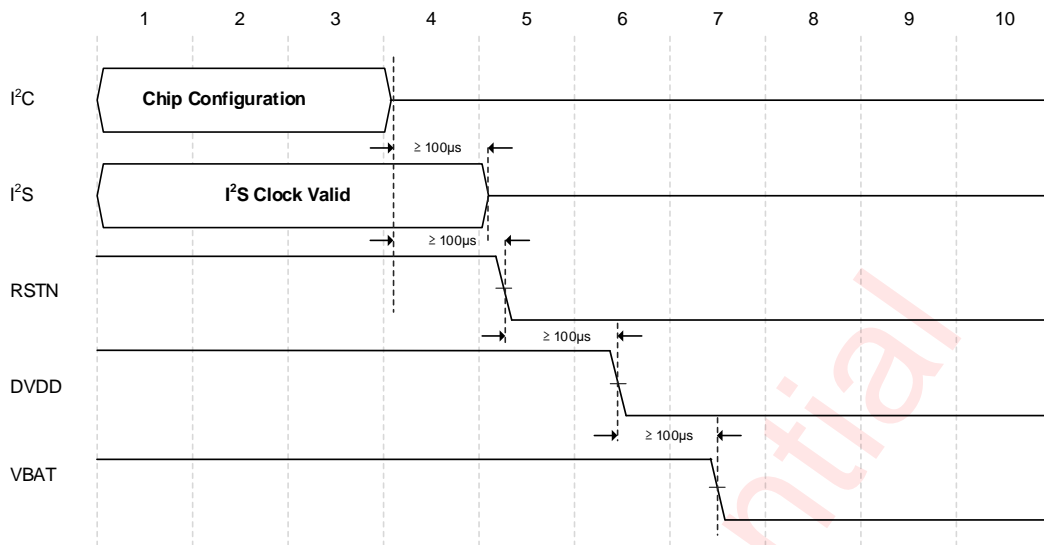 1 2 3 4 5 6 7 8 9 10
I²C Chip Configuration
≥ 100µs
I²S I²S Clock Valid
≥ 100µs
RSTN
≥ 100µs
DVDD
≥ 100µs
VBAT